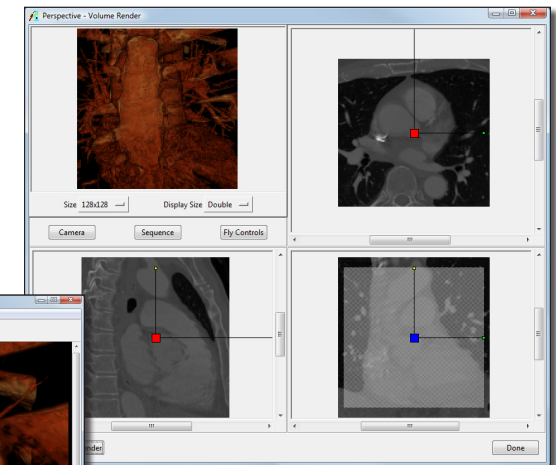 Perspective - Volume Render
Size 128x128 Display Size Double
Camera Sequence Fly Controls
nder
Done